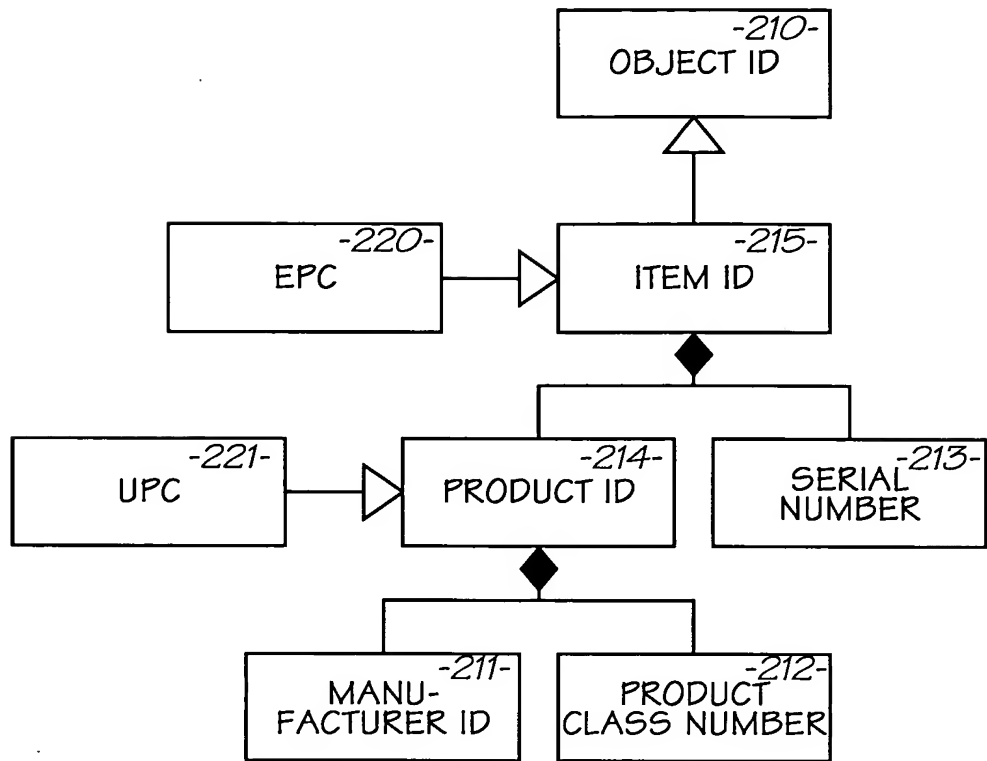 -210-
OBJECT ID
-220-
EPC
-215-
ITEM ID
-221-
UPC
-214-
PRODUCT ID
-213-
SERIAL
NUMBER
-211-
MANU-
FACTURER ID
-212-
PRODUCT
CLASS NUMBER